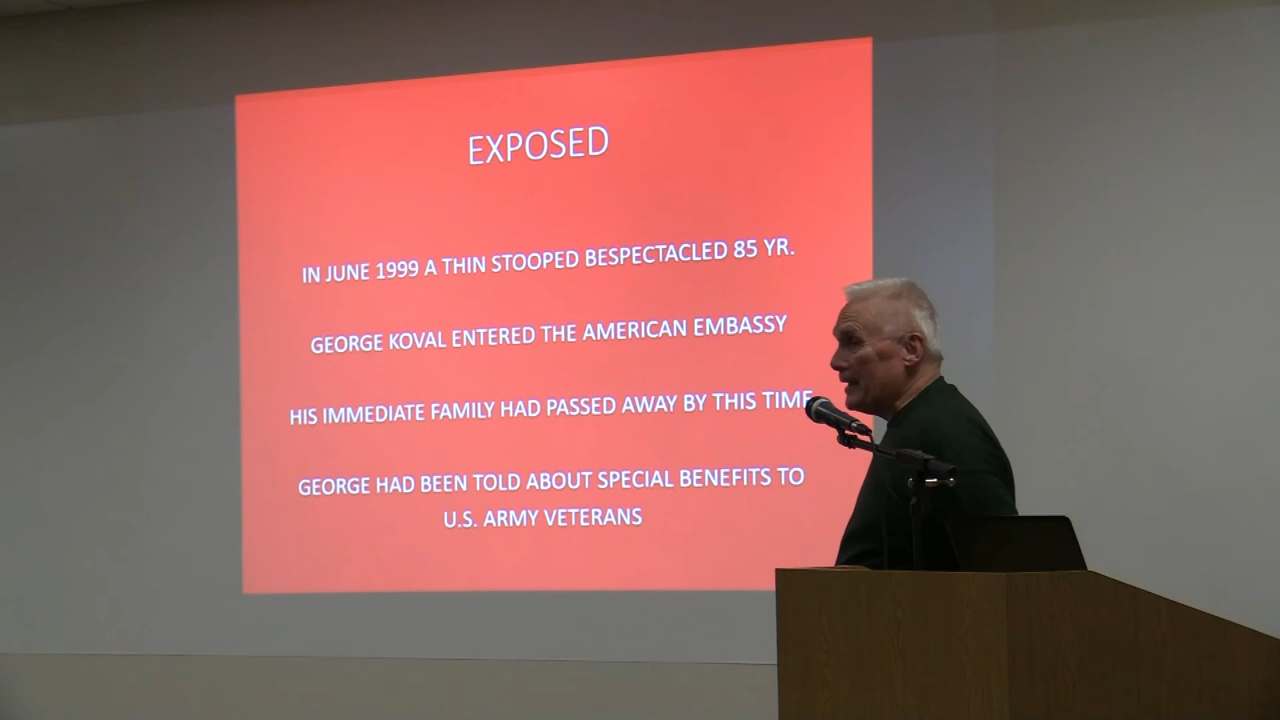 EXPOSED
IN JUNE 1999 A THIN STOOPED BESPECTACLED 85 YR.
GEORGE KOVAL ENTERED THE AMERICAN EMBASSY
HIS IMMEDIATE FAMILY HAD PASSED AWAY BY THIS TIME
GEORGE HAD BEEN TOLD ABOUT SPECIAL BENEFITS TO
U.S. ARMY VETERANS